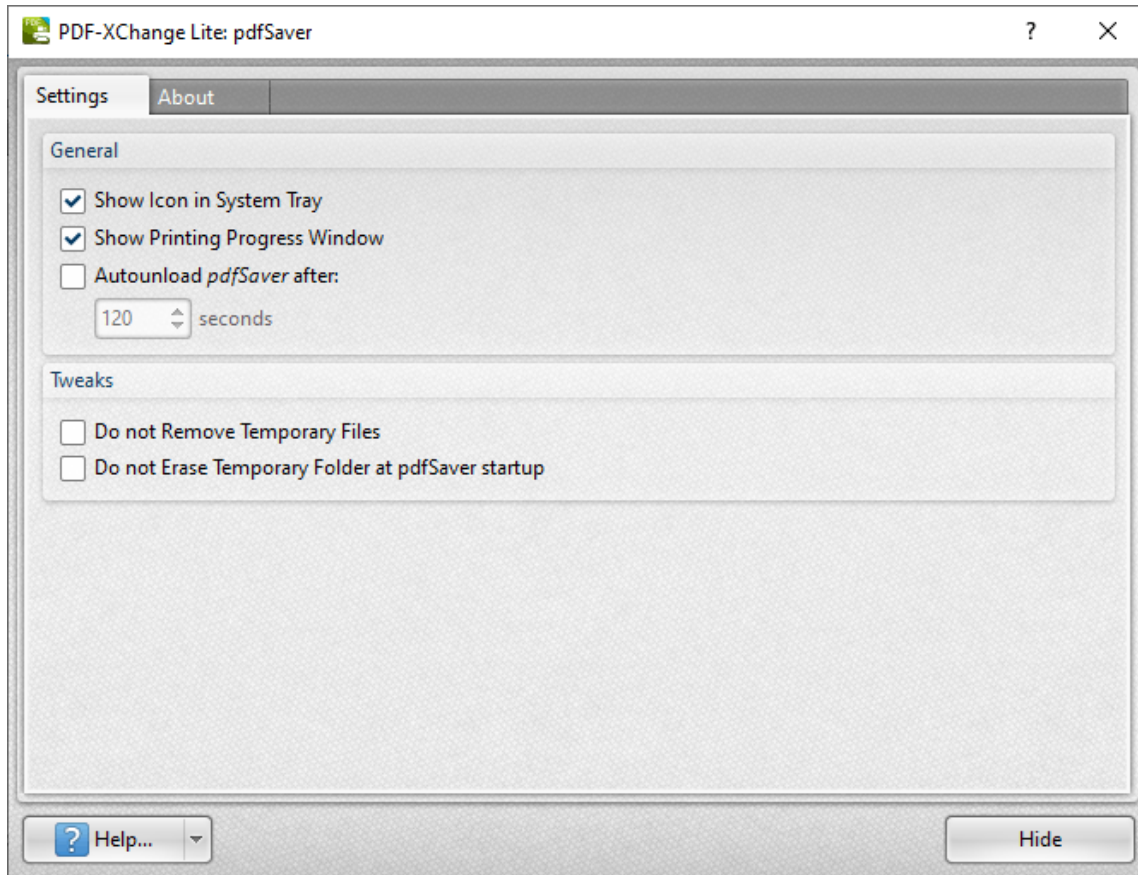 PDF-XChange Lite: pdfSaver
Settings
About
General
Show Icon in System Tray
Show Printing Progress Window
Autounload pdfSaver after:
120 seconds
Tweaks
Do not Remove Temporary Files
Do not Erase Temporary Folder at pdfSaver startup
Help...
Hide